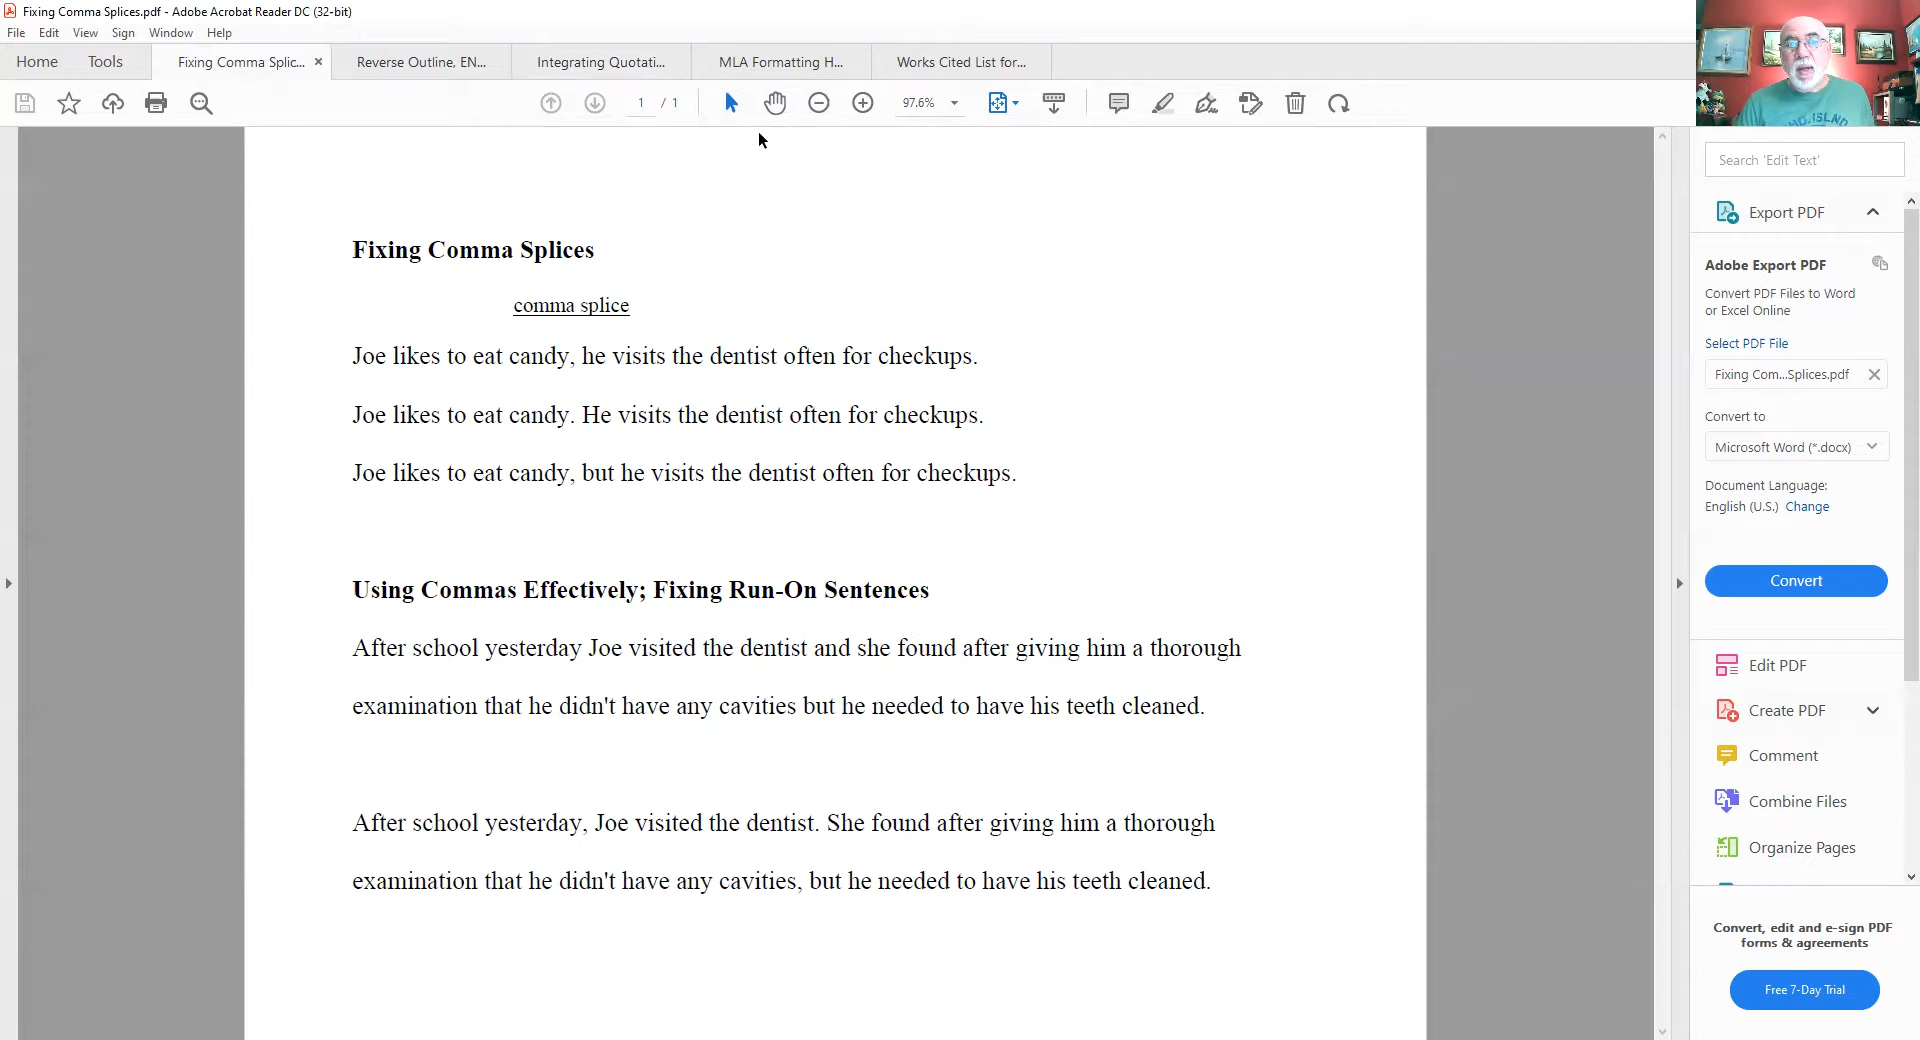 Fixing Comma Splices.pdf - Adobe Acrobat Reader DC (32-bit)
File Edit View Sign Window Help
Home Tools Fixing Comma Splic... Reverse Outline, EN... Integrating Quotati... MLA Formatting H... Works Cited List for...
1 / 1 97.6%
Fixing Comma Splices
comma splice
Joe likes to eat candy, he visits the dentist often for checkups.
Joe likes to eat candy. He visits the dentist often for checkups.
Joe likes to eat candy, but he visits the dentist often for checkups.
Using Commas Effectively; Fixing Run-On Sentences
After school yesterday Joe visited the dentist and she found after giving him a thorough
examination that he didn't have any cavities but he needed to have his teeth cleaned.
After school yesterday, Joe visited the dentist. She found after giving him a thorough
examination that he didn't have any cavities, but he needed to have his teeth cleaned.
Search 'Edit Text'
Export PDF
Adobe Export PDF
Convert PDF Files to Word
or Excel Online
Select PDF File
Fixing Com...Splices.pdf
Convert to
Microsoft Word (*.docx)
Document Language:
English (U.S.) Change
Convert
Edit PDF
Create PDF
Comment
Combine Files
Organize Pages
Convert, edit and e-sign PDF
forms & agreements
Free 7-Day Trial